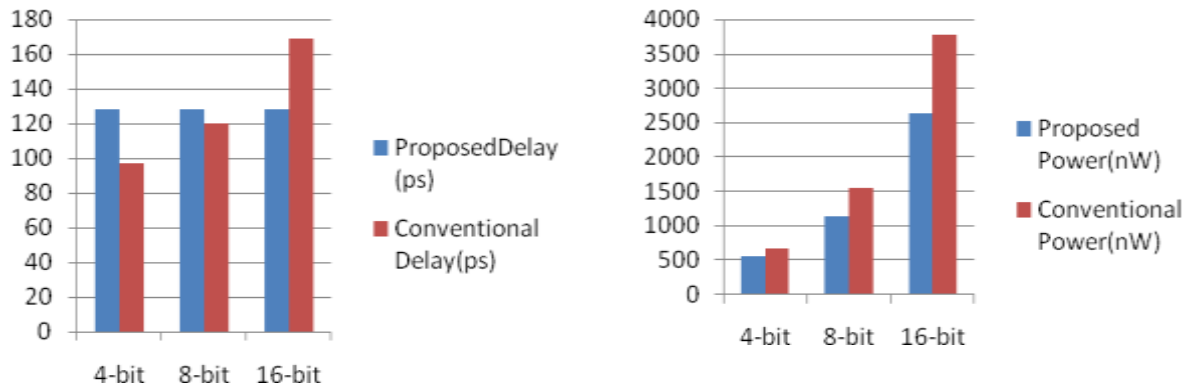 180
160
140
120
100
80
60
40
20
0
4-bit 8-bit 16-bit
ProposedDelay
(ps)
Conventional
Delay(ps)
4000
3500
3000
2500
2000
1500
1000
500
0
4-bit 8-bit 16-bit
Proposed
Power(nW)
Conventional
Power(nW)